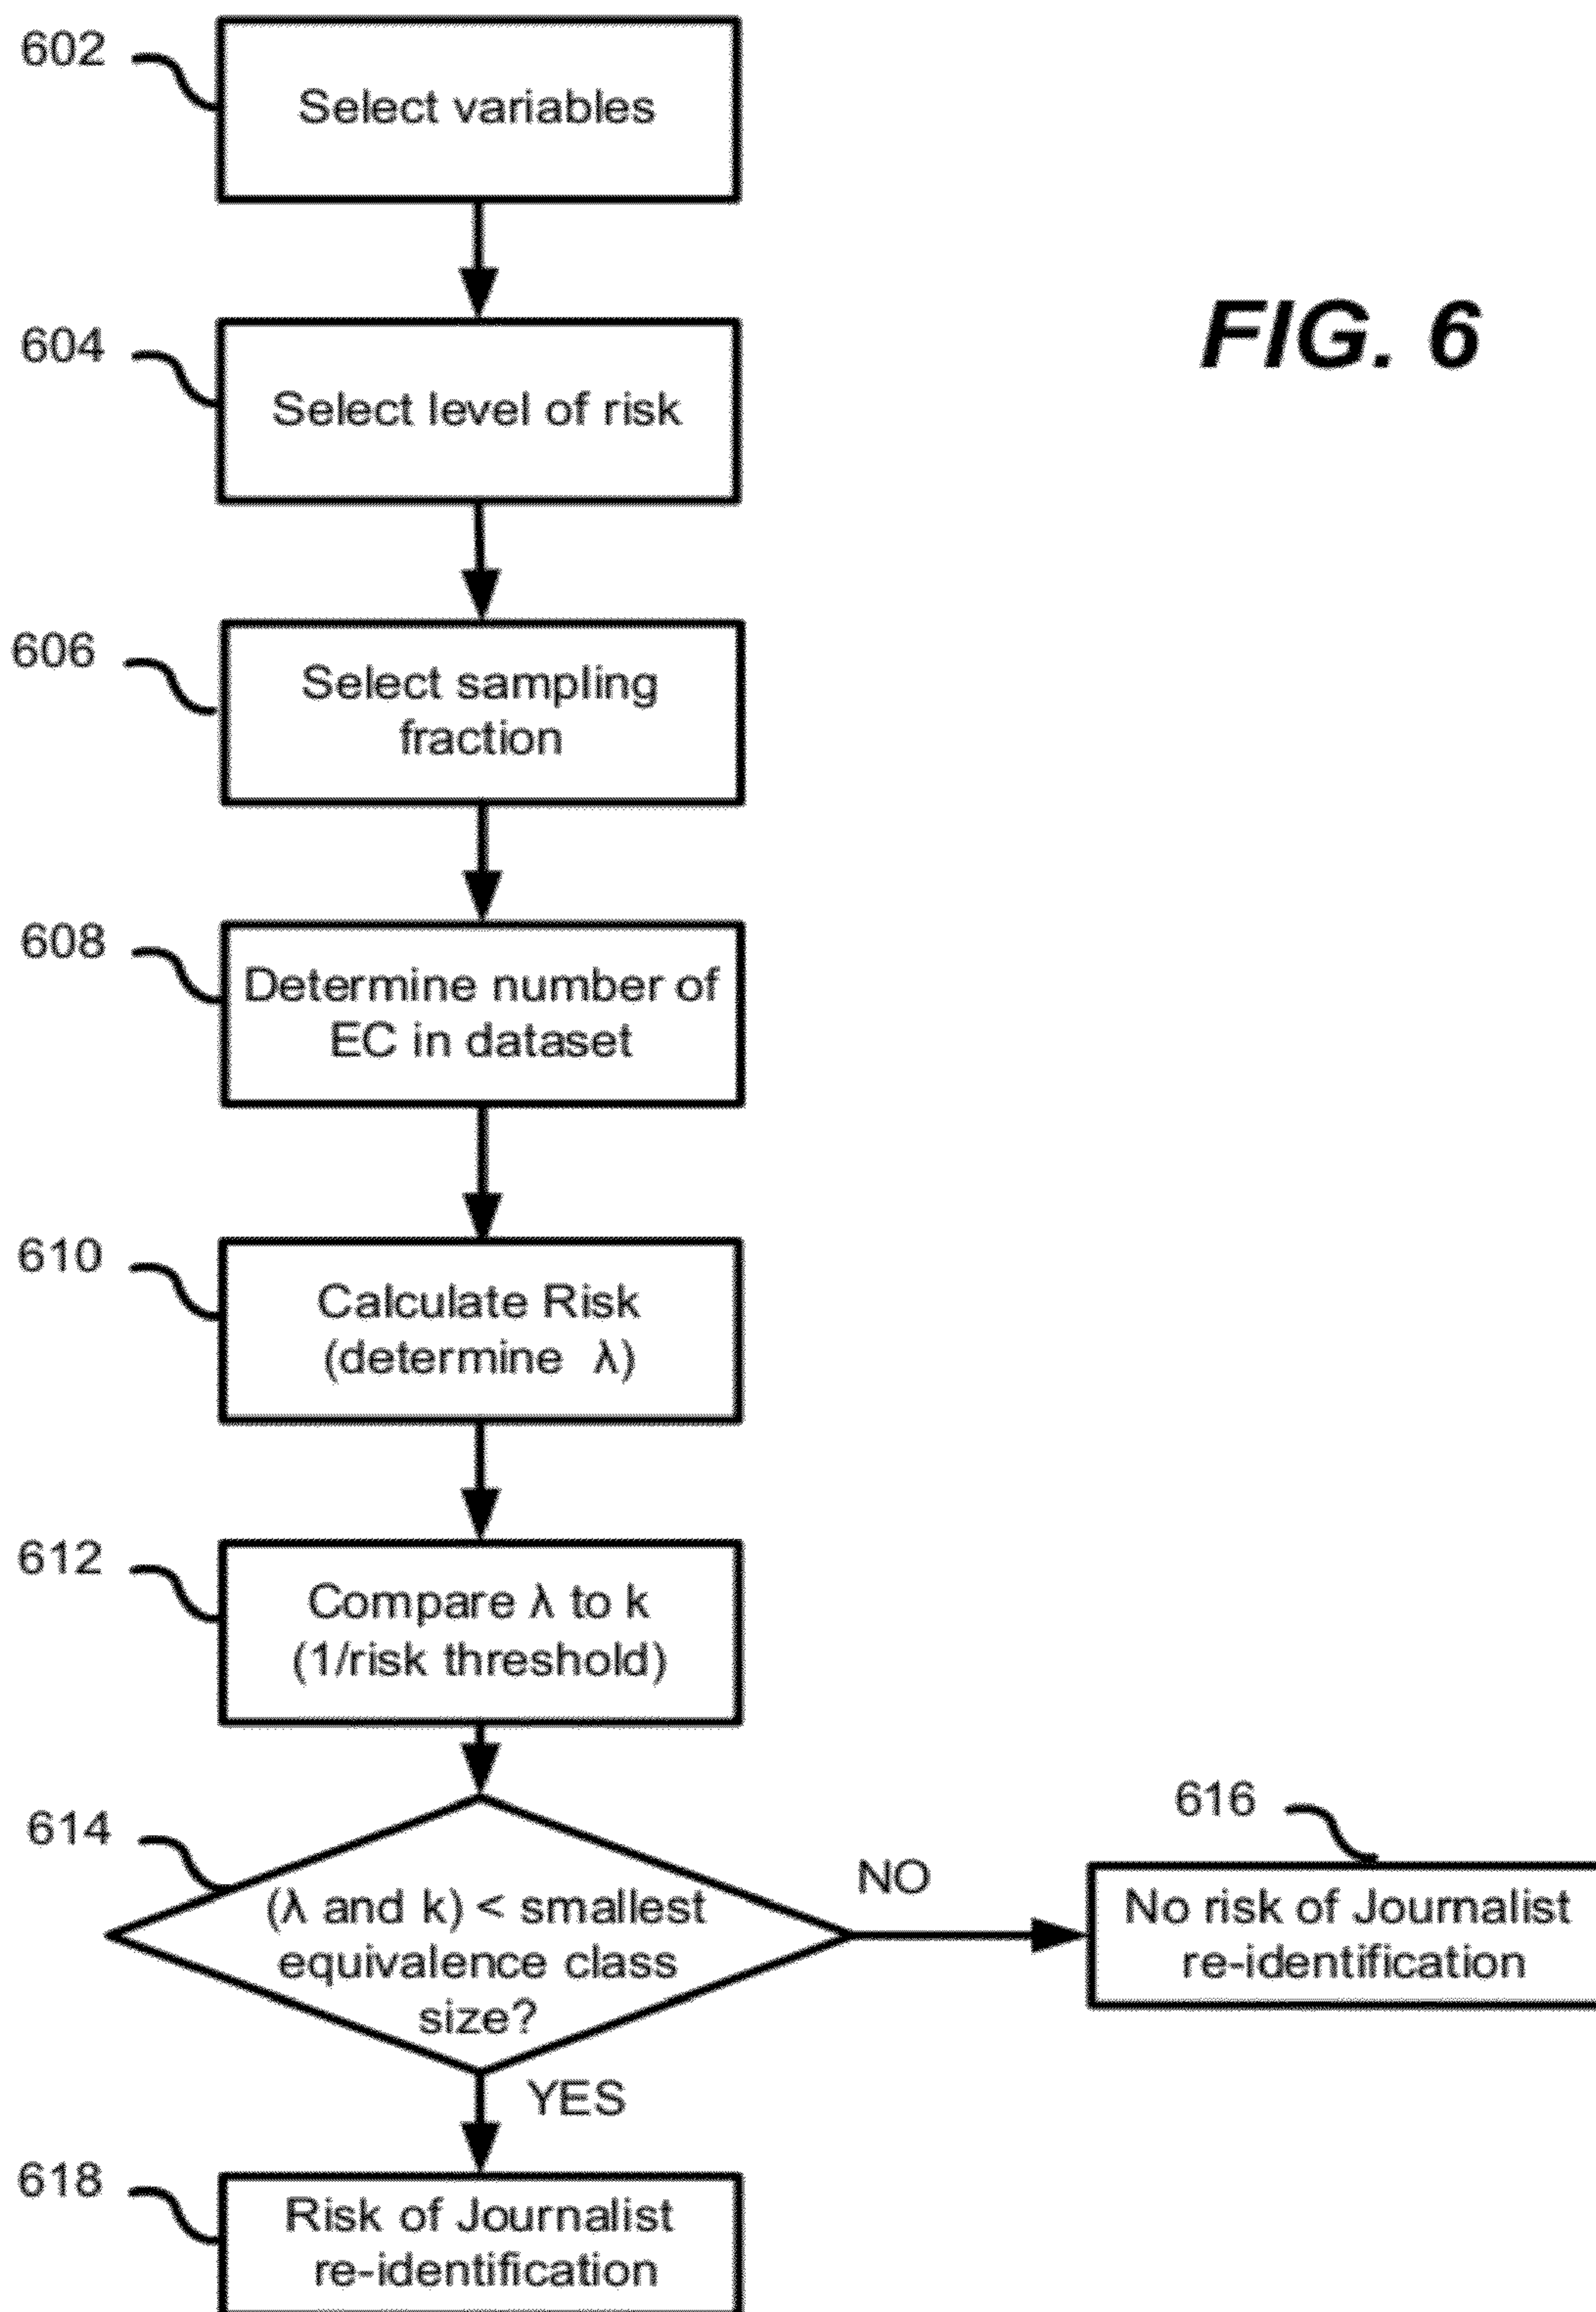 602
Select variables
FIG. 6
604
Select level of risk
606
Select sampling
fraction
608
Determine number of
EC in dataset
610
Calculate Risk
(determine λ)
612
Compare λ to k
(1/risk threshold)
614
(λ and k) < smallest
equivalence class
size?
NO
616
No risk of Journalist
re-identification
YES
618
Risk of Journalist
re-identification